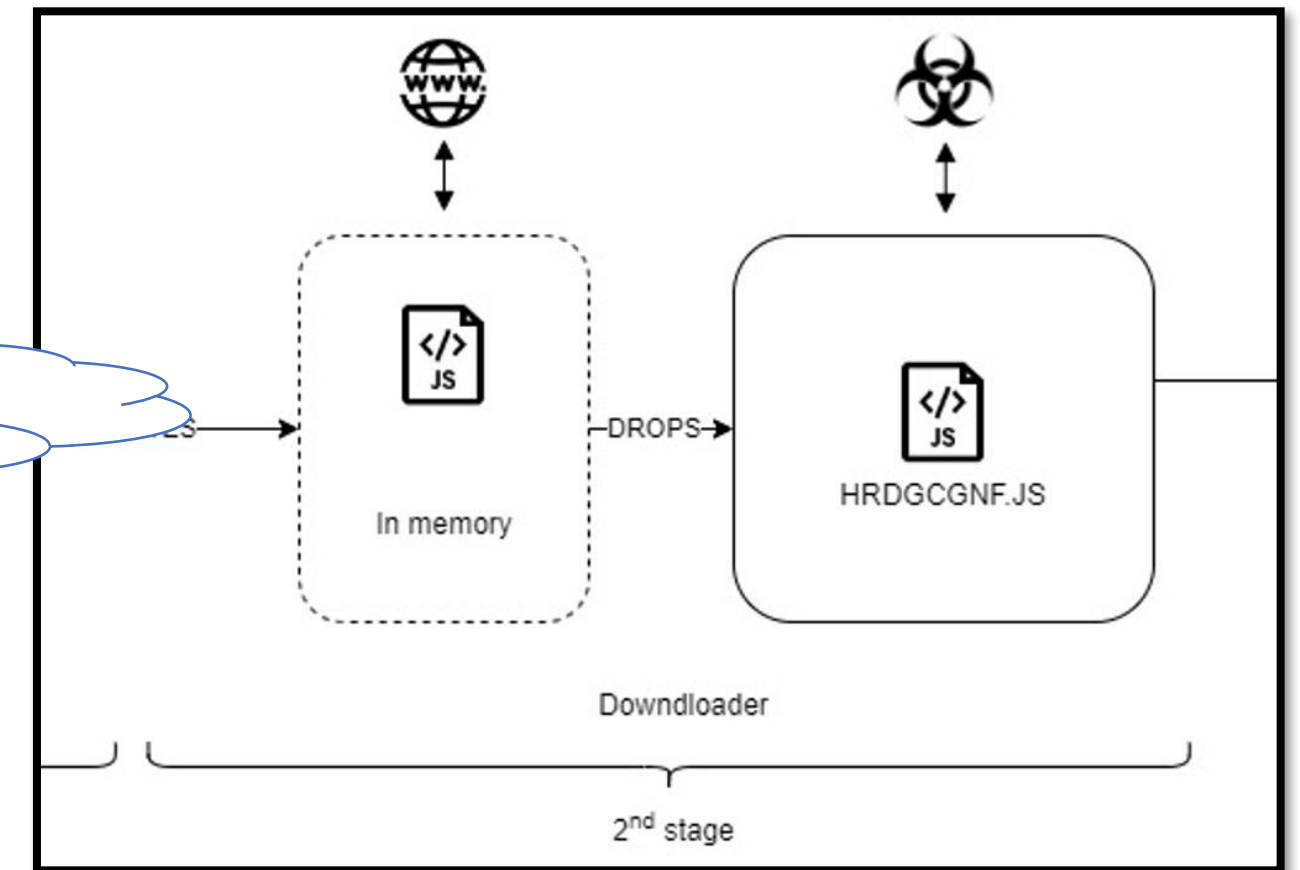 www.
</>
JS
In memory
DROPS
</>
JS
HRDGCGNF.JS
Downdloader
2nd stage